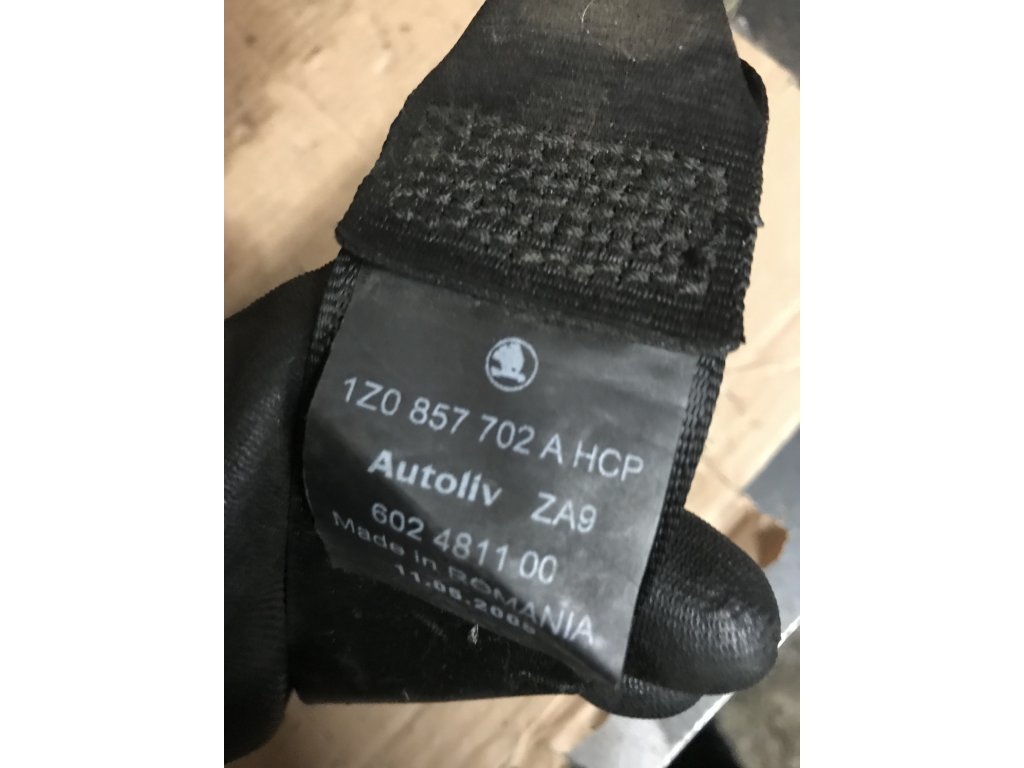 1Z0 857 702 A HCP
Autoliv ZA9
602 4811 00
Made in ROMANIA